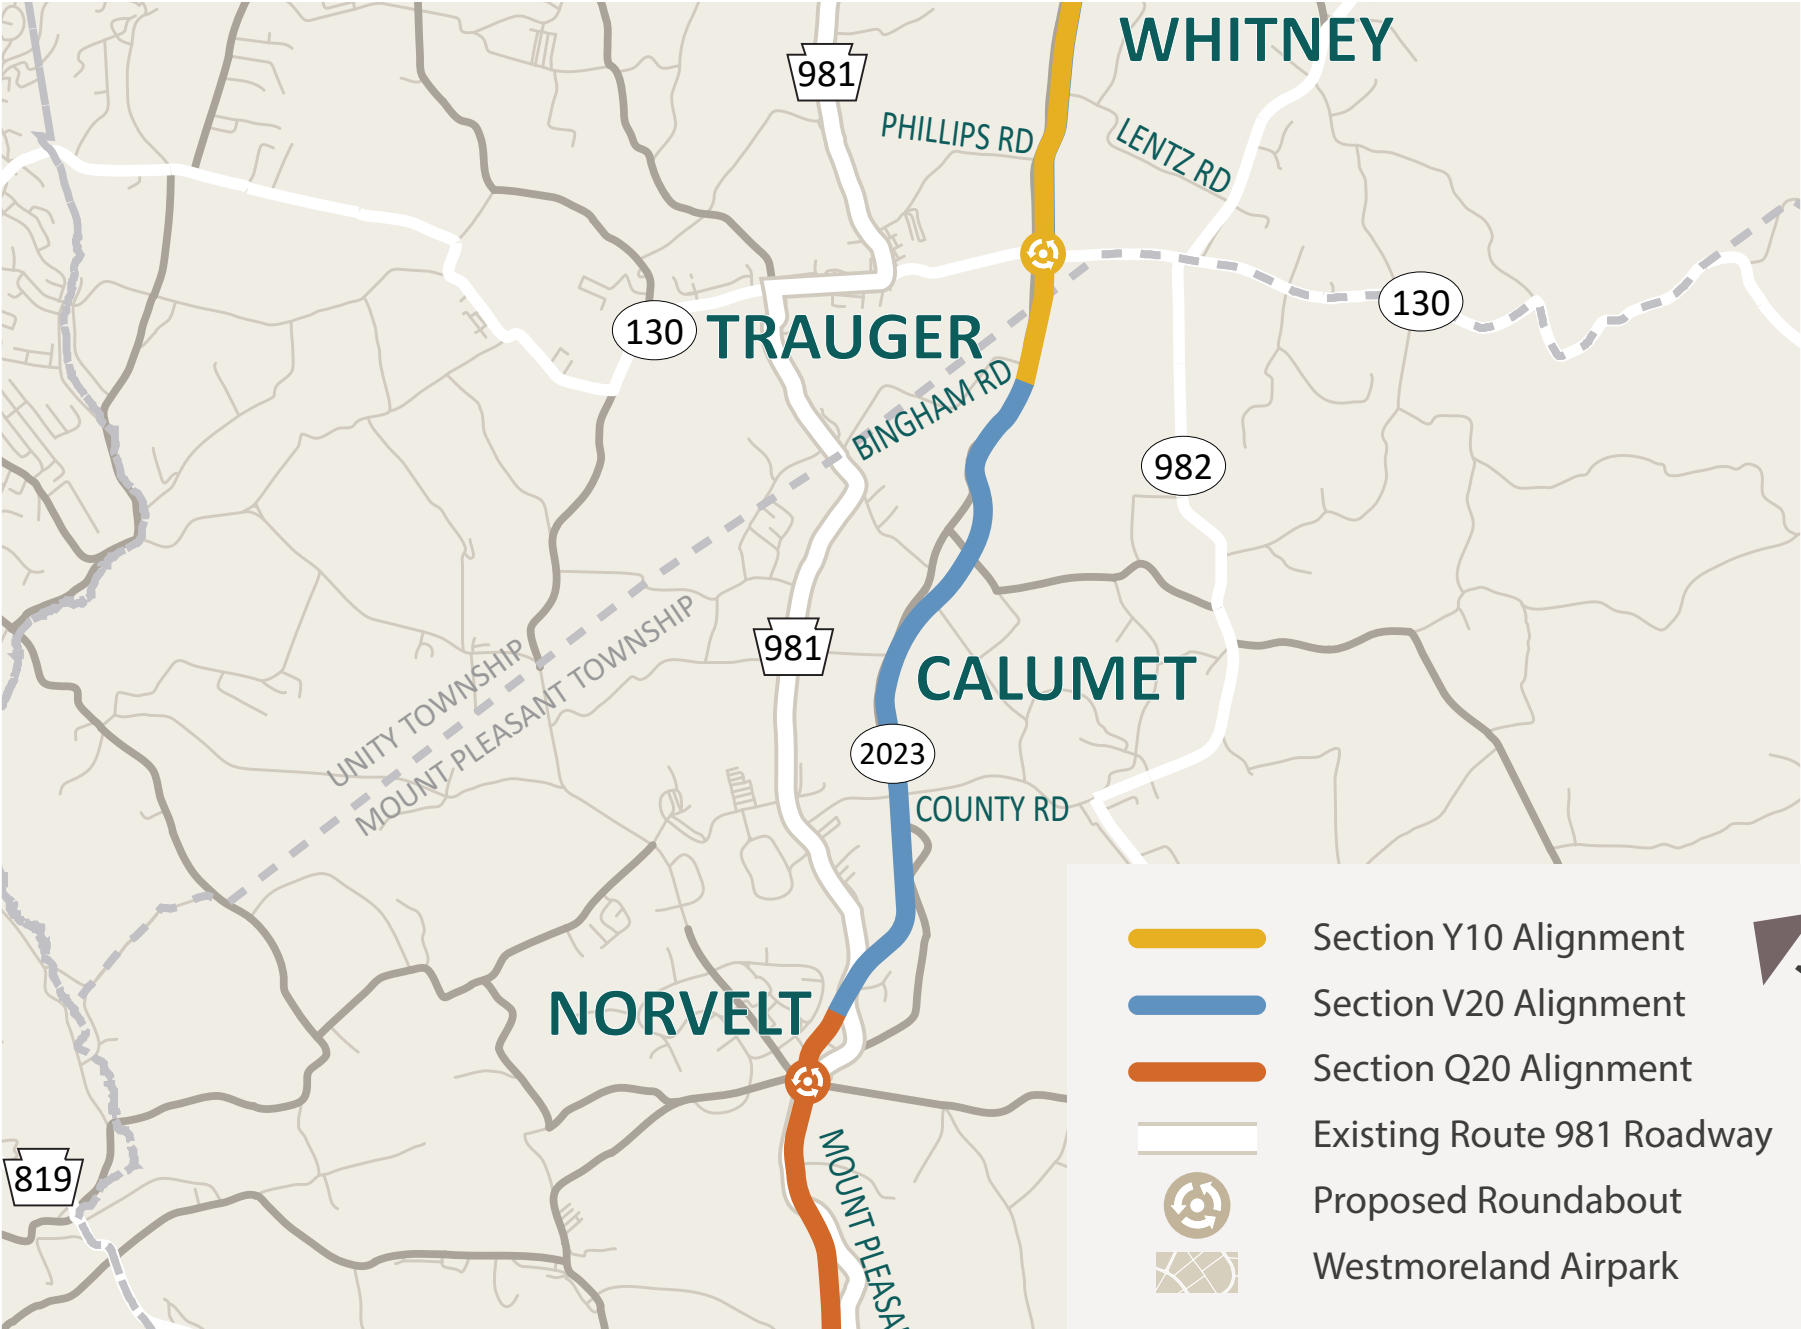 WHITNEY
981
PHILLIPS RD
LENTZ RD
130
130
TRAUGER
BINGHAM RD
982
UNITY TOWNSHIP
MOUNT PLEASANT TOWNSHIP
981
CALUMET
2023
COUNTY RD
NORVELT
819
MOUNT PLEASA
Section Y10 Alignment
Section V20 Alignment
Section Q20 Alignment
Existing Route 981 Roadway
Proposed Roundabout
Westmoreland Airpark